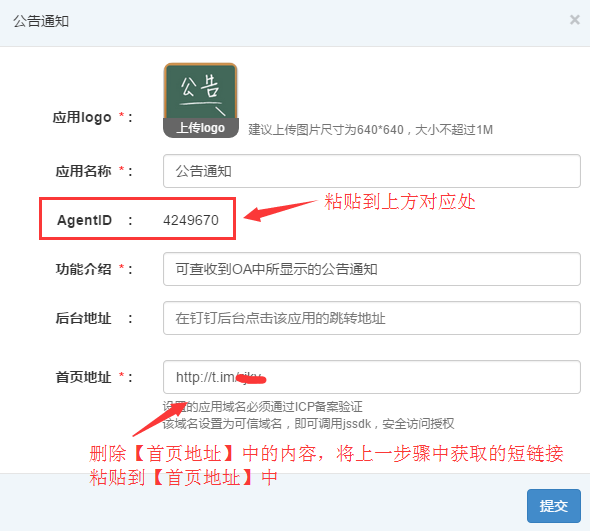 公告通知
×
公告
上传logo
应用logo * :
建议上传图片尺寸为640*640，大小不超过1M
应用名称 * :
公告通知
粘贴到上方对应处
AgentID :
4249670
功能介绍 * :
可查收到OA中所显示的公告通知
后台地址 :
在钉钉后台点击该应用的跳转地址
首页地址 * :
http://t.im/
设置的应用域名必须通过ICP备案验证
该域名设置为可信域名，即可调用jssdk，安全访问授权
删除【首页地址】中的内容，将上一步骤中获取的短链接
粘贴到【首页地址】中
提交